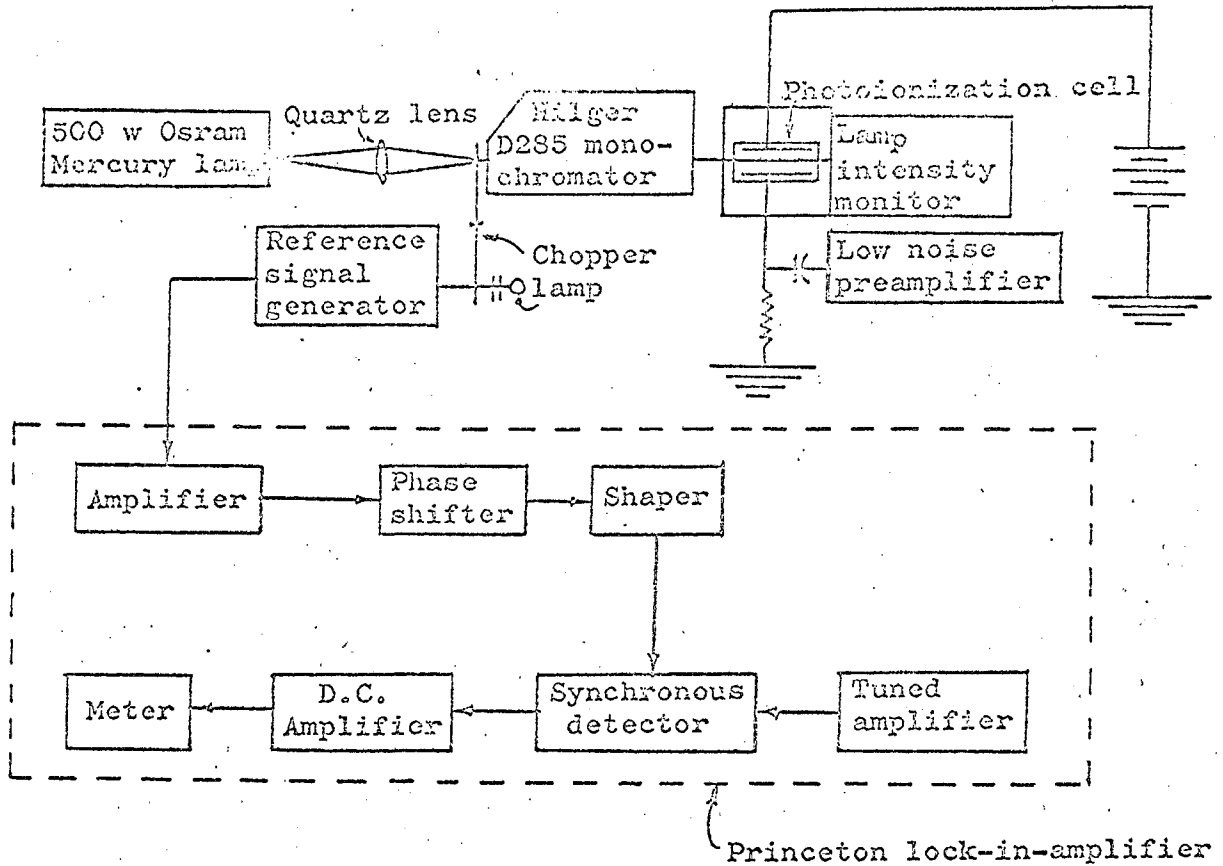 500 w Osram
Mercury lamp
Quartz lens
Hilger
D285 mono-
chromator
Photoionization cell
Lamp
intensity
monitor
Reference
signal
generator
Chopper
lamp
Low noise
preamplifier
Amplifier
Phase
shifter
Shaper
Meter
D.C.
Amplifier
Synchronous
detector
Tuned
amplifier
Princeton lock-in-amplifier